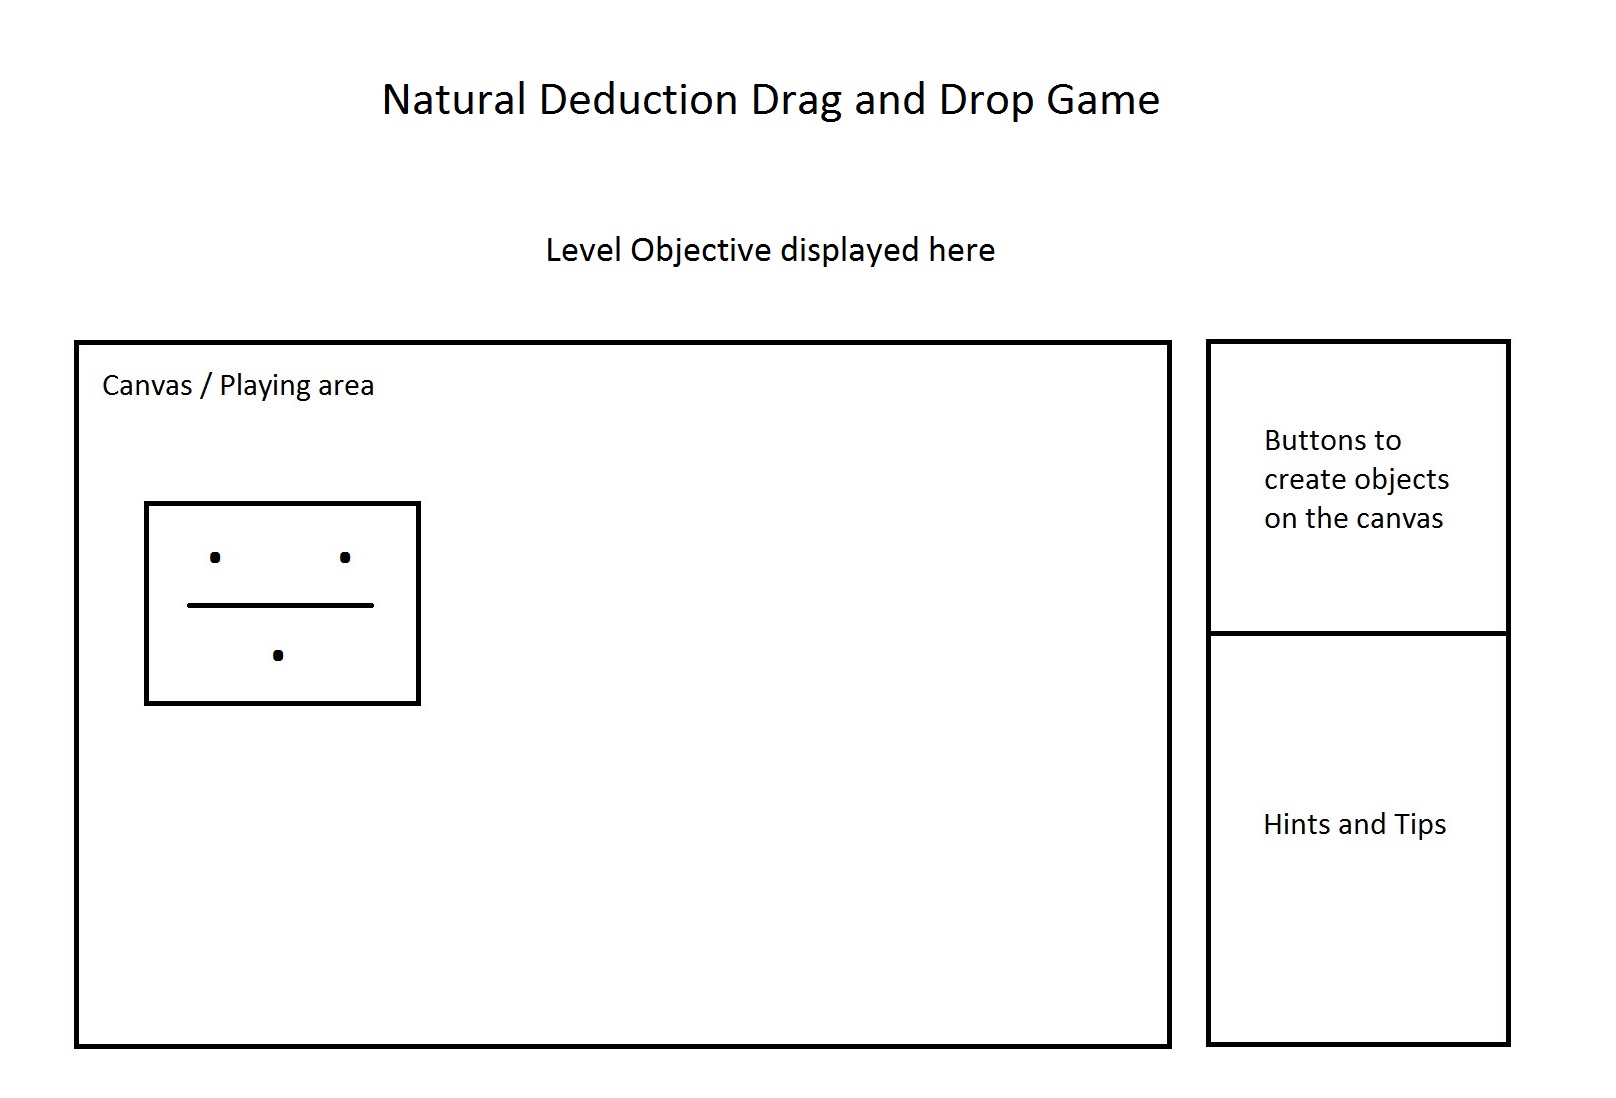 Natural Deduction Drag and Drop Game
Level Objective displayed here
Canvas / Playing area
Buttons to
create objects
on the canvas
Hints and Tips